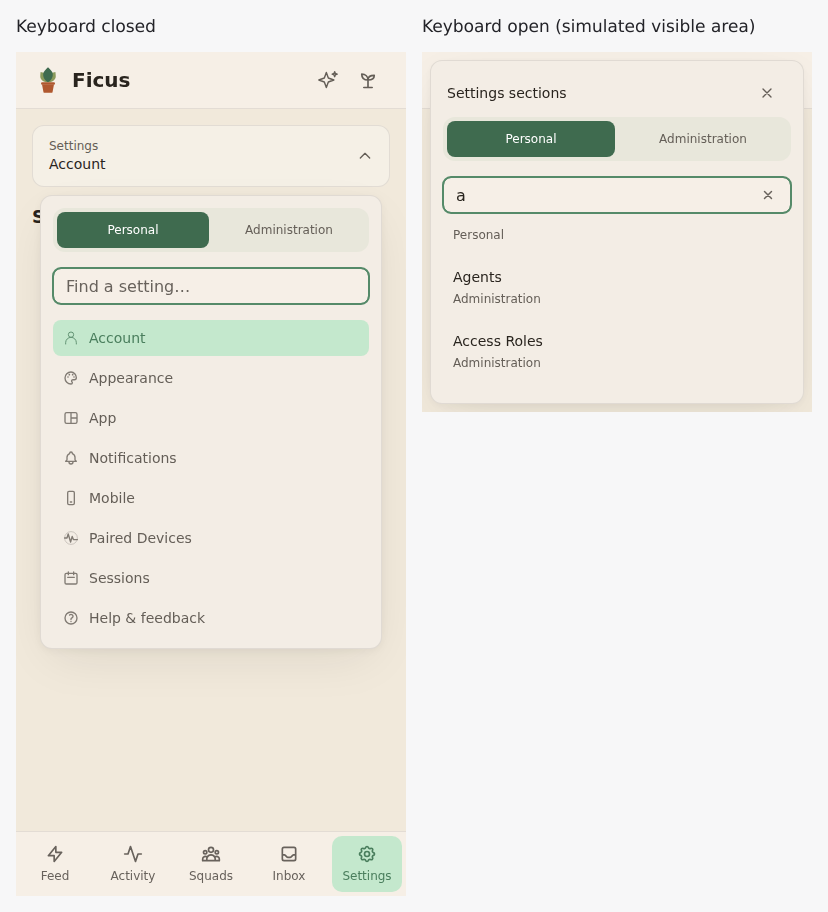 Keyboard closed
Ficus
Settings
Account
S
Personal
Administration
Find a setting...
Account
Appearance
App
Notifications
Mobile
Paired Devices
Sessions
Help & feedback
Feed
Activity
Squads
Inbox
Settings
Keyboard open (simulated visible area)
Settings sections
Personal
Administration
a
Personal
Agents
Administration
Access Roles
Administration